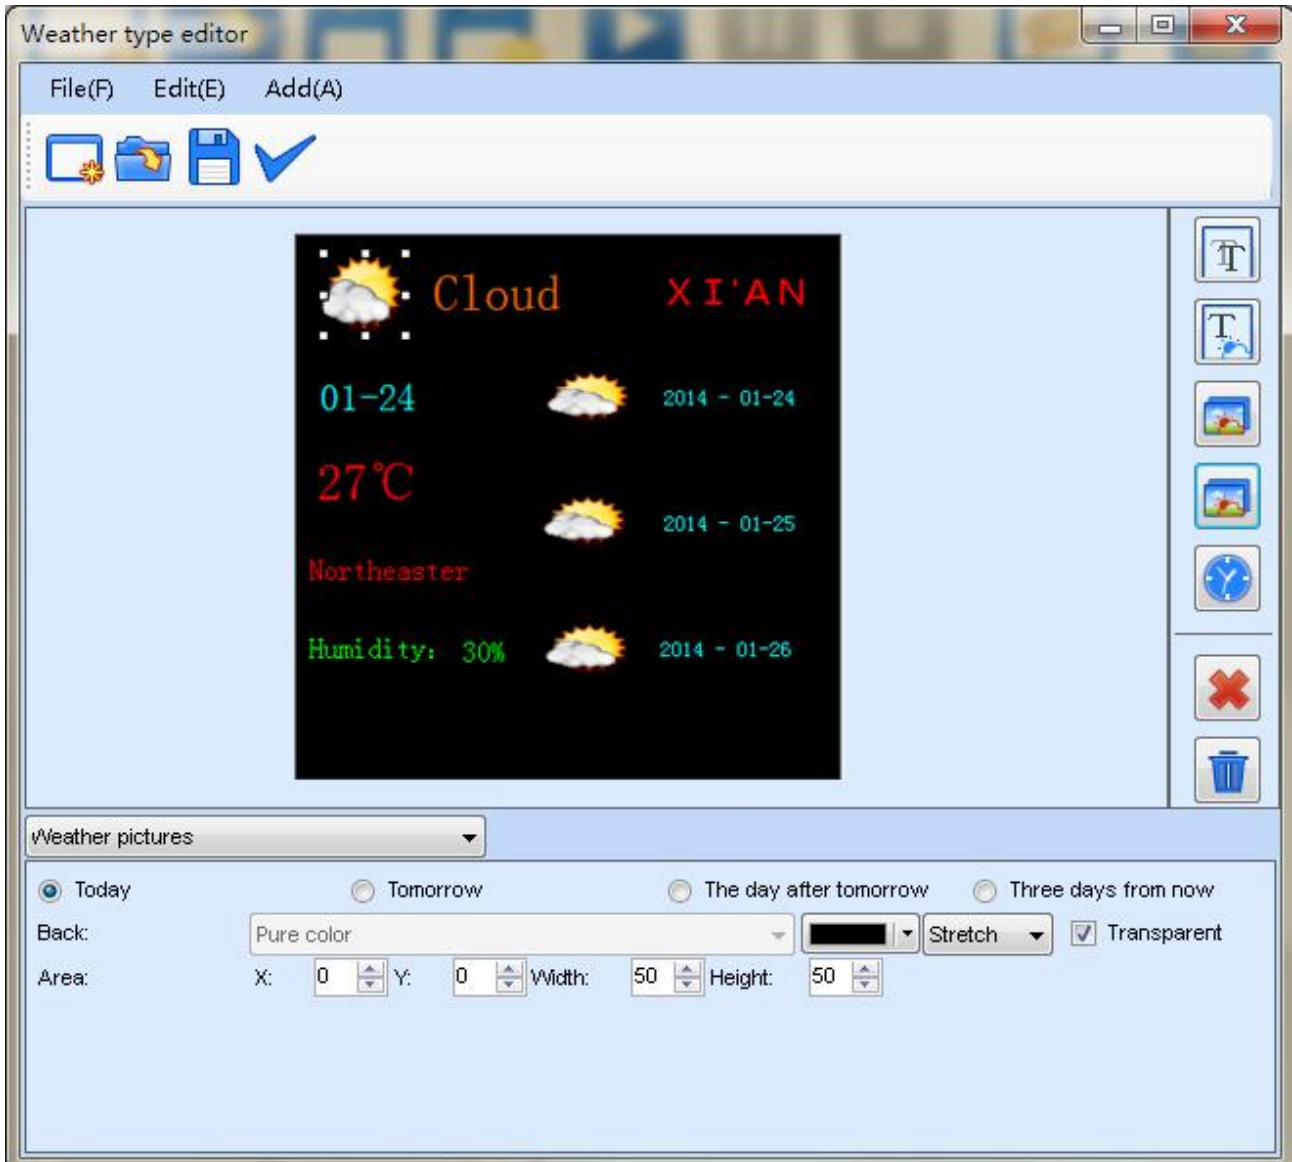 Weather type editor
File(F) Edit(E) Add(A)
Cloud XI'AN
01-24 2014 - 01-24
27℃
2014 - 01-25
Northeaster
Humidity: 30% 2014 - 01-26
Weather pictures
Today Tomorrow The day after tomorrow Three days from now
Back: Pure color Stretch Transparent
Area: X: 0 Y: 0 Width: 50 Height: 50